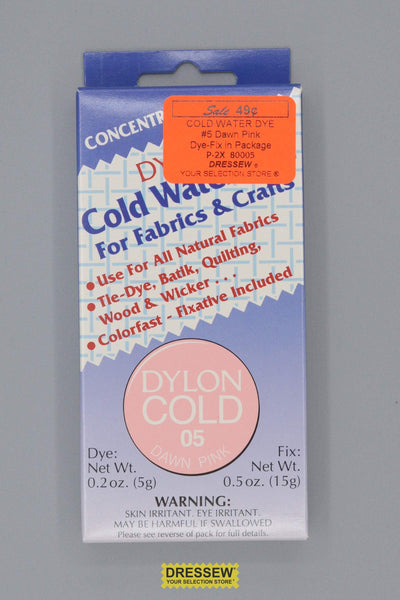 CONCENTR
Sale 49¢
COLD WATER DYE
#5 Dawn Pink
Dye-Fix in Package
P-2X 80005
DRESSEW ®
YOUR SELECTION STORE ®
DY
Cold Wate
For Fabrics & Crafts
• Use For All Natural Fabrics
• Tie-Dye, Batik, Quilting,
Wood & Wicker . . .
• Colorfast - Fixative Included
DYLON
COLD
05
DAWN PINK
Dye:
Net Wt.
0.2 oz. (5g)
Fix:
Net Wt.
0.5 oz. (15g)
WARNING:
SKIN IRRITANT. EYE IRRITANT.
MAY BE HARMFUL IF SWALLOWED
Please see reverse of pack for full details.
DRESSEW ®
YOUR SELECTION STORE ®